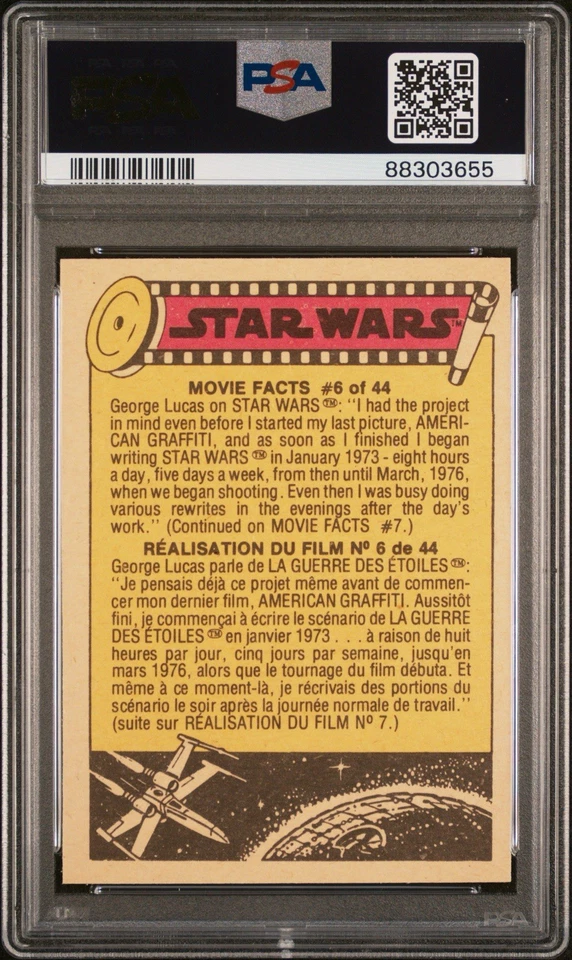 PSA
88303655
STAR WARS™
MOVIE FACTS #6 of 44
George Lucas on STAR WARS™: “I had the project
in mind even before I started my last picture, AMERI-
CAN GRAFFITI, and as soon as I finished I began
writing STAR WARS™ in January 1973 - eight hours
a day, five days a week, from then until March, 1976,
when we began shooting. Even then I was busy doing
various rewrites in the evenings after the day's
work.” (Continued on MOVIE FACTS #7.)
RÉALISATION DU FILM Nº 6 de 44
George Lucas parle de LA GUERRE DES ÉTOILES™:
“Je pensais déjà ce projet même avant de commen-
cer mon dernier film, AMERICAN GRAFFITI. Aussitôt
fini, je commençai à écrire le scénario de LA GUERRE
DES ÉTOILES™ en janvier 1973 . . . à raison de huit
heures par jour, cinq jours par semaine, jusqu'en
mars 1976, alors que le tournage du film débuta. Et
même à ce moment-là, je récrivais des portions du
scénario le soir après la journée normale de travail.”
(suite sur RÉALISATION DU FILM Nº 7.)
PSA